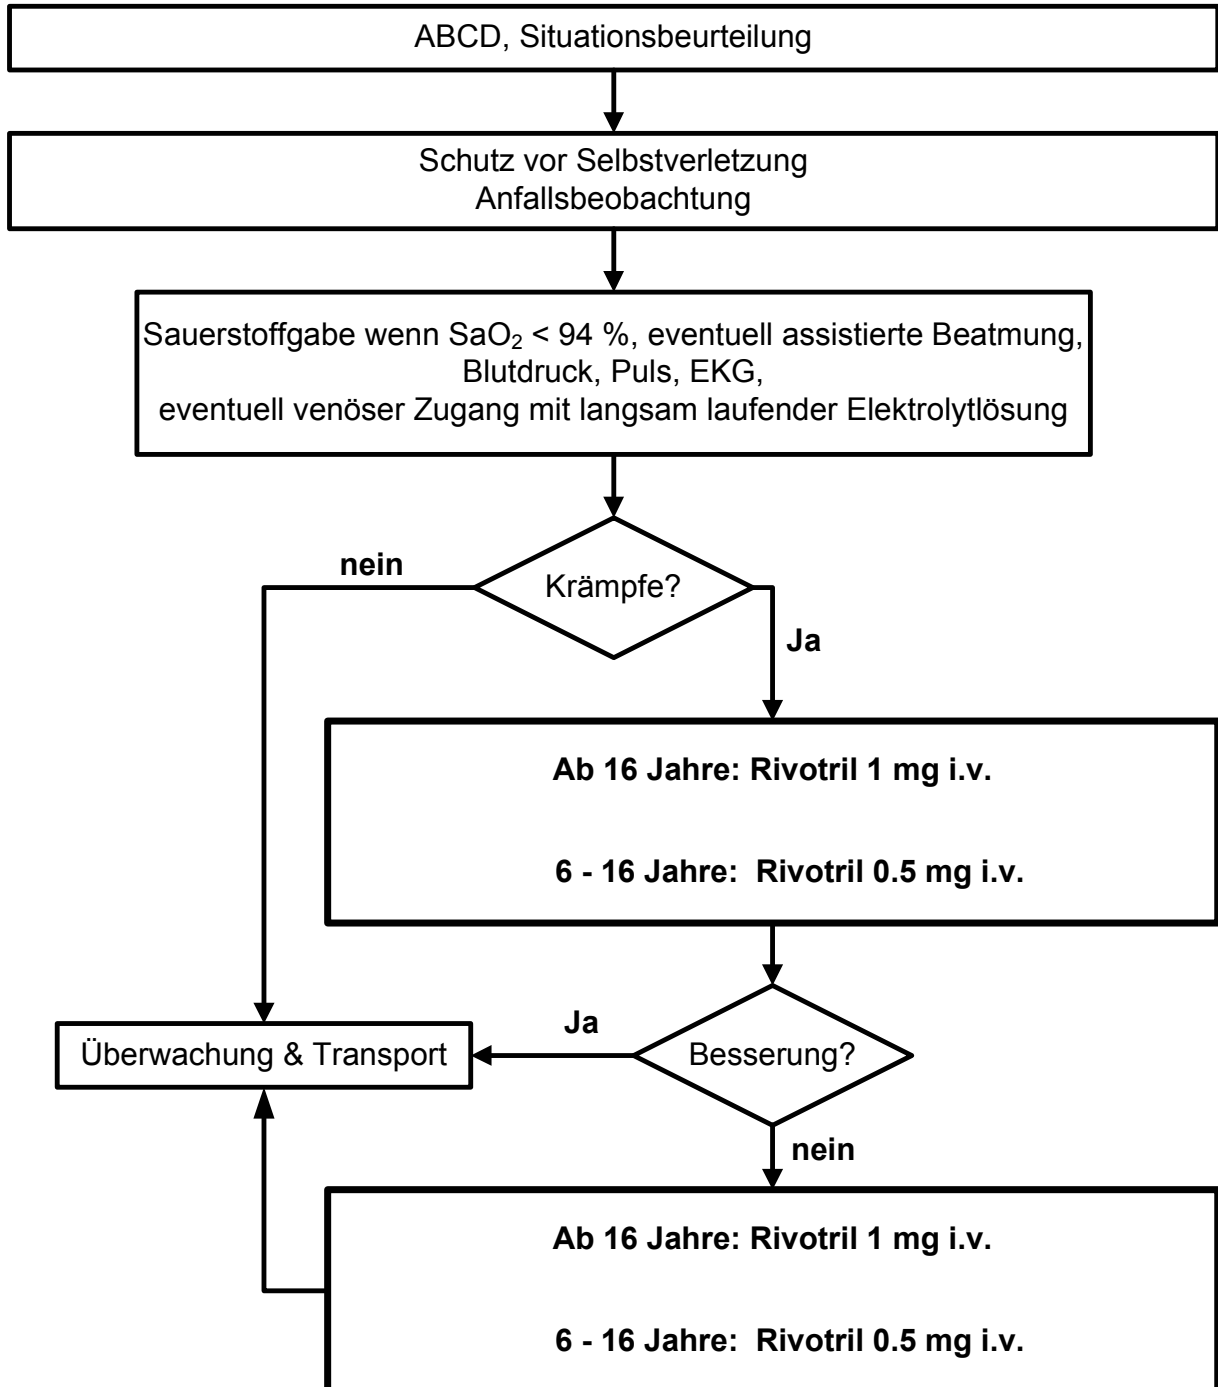 ABCD, Situationsbeurteilung
Schutz vor Selbstverletzung
Anfallsbeobachtung
Sauerstoffgabe wenn SaO₂ < 94 %, eventuell assistierte Beatmung,
Blutdruck, Puls, EKG,
eventuell venöser Zugang mit langsam laufender Elektrolytlösung
nein
Krämpfe?
Ja
Ab 16 Jahre: Rivotril 1 mg i.v.
6 - 16 Jahre:  Rivotril 0.5 mg i.v.
Überwachung & Transport
Ja
Besserung?
nein
Ab 16 Jahre: Rivotril 1 mg i.v.
6 - 16 Jahre:  Rivotril 0.5 mg i.v.